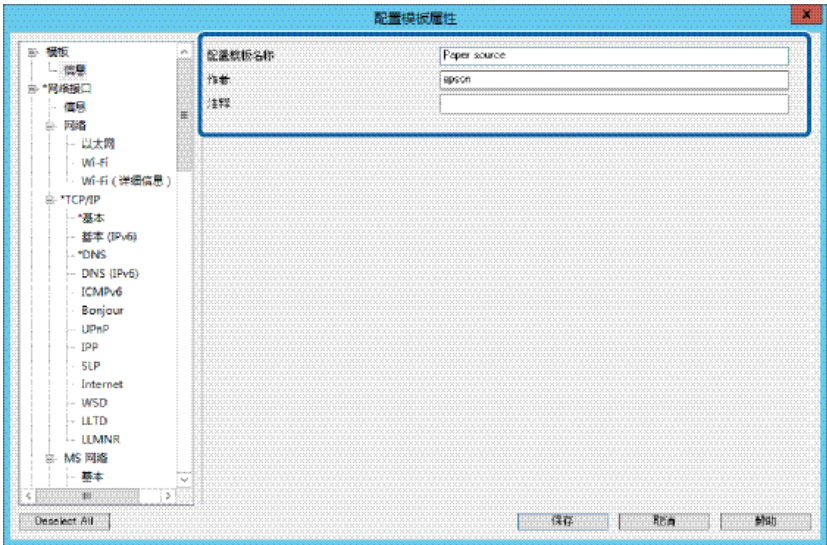 配置模板属性
模板
信息
*网络接口
信息
网络
以太网
Wi-Fi
Wi-Fi ( 详细信息 )
*TCP/IP
*基本
基本 (IPv6)
*DNS
DNS (IPv6)
ICMPv6
Bonjour
UPnP
IPP
SLP
Internet
WSD
LLTD
LLMNR
MS 网络
基本
配置模板名称
Paper source
作者
epson
注释
Deselect All
保存
取消
帮助